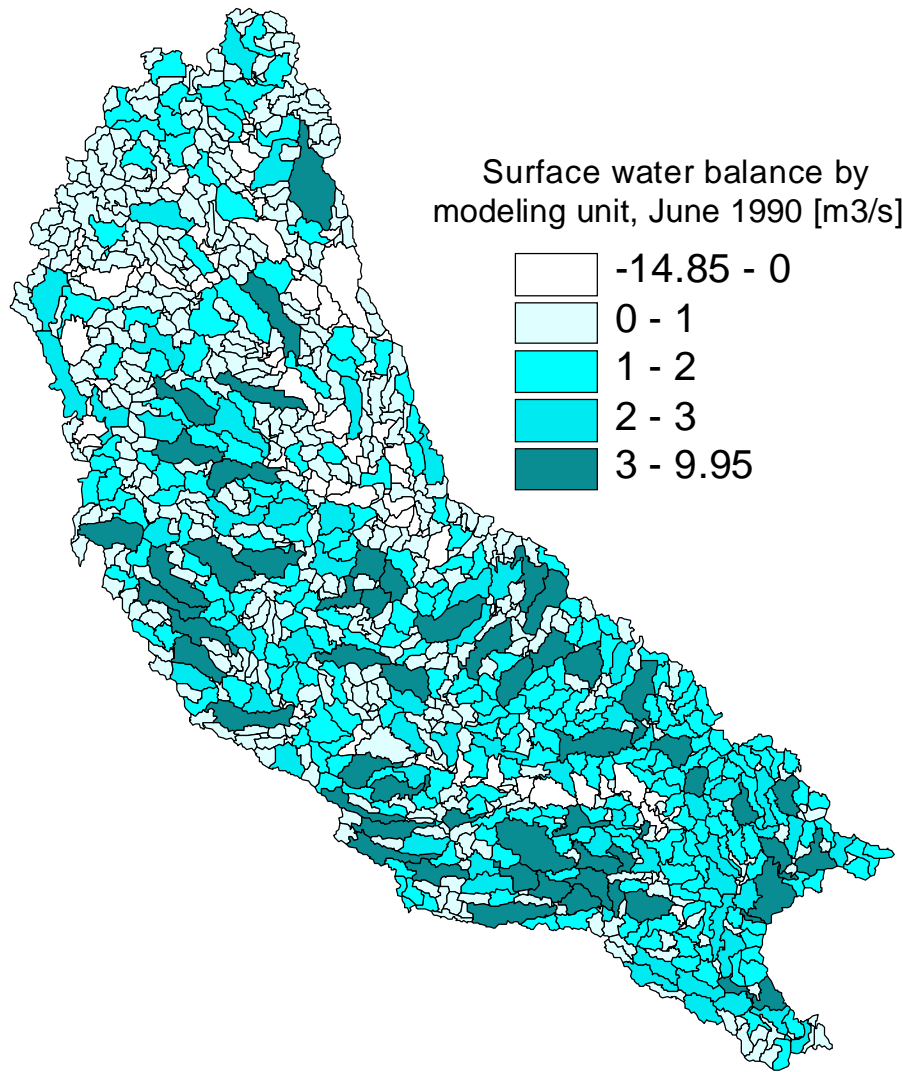 Surface water balance by
modeling unit, June 1990 [m3/s]
-14.85 - 0
0 - 1
1 - 2
2 - 3
3 - 9.95